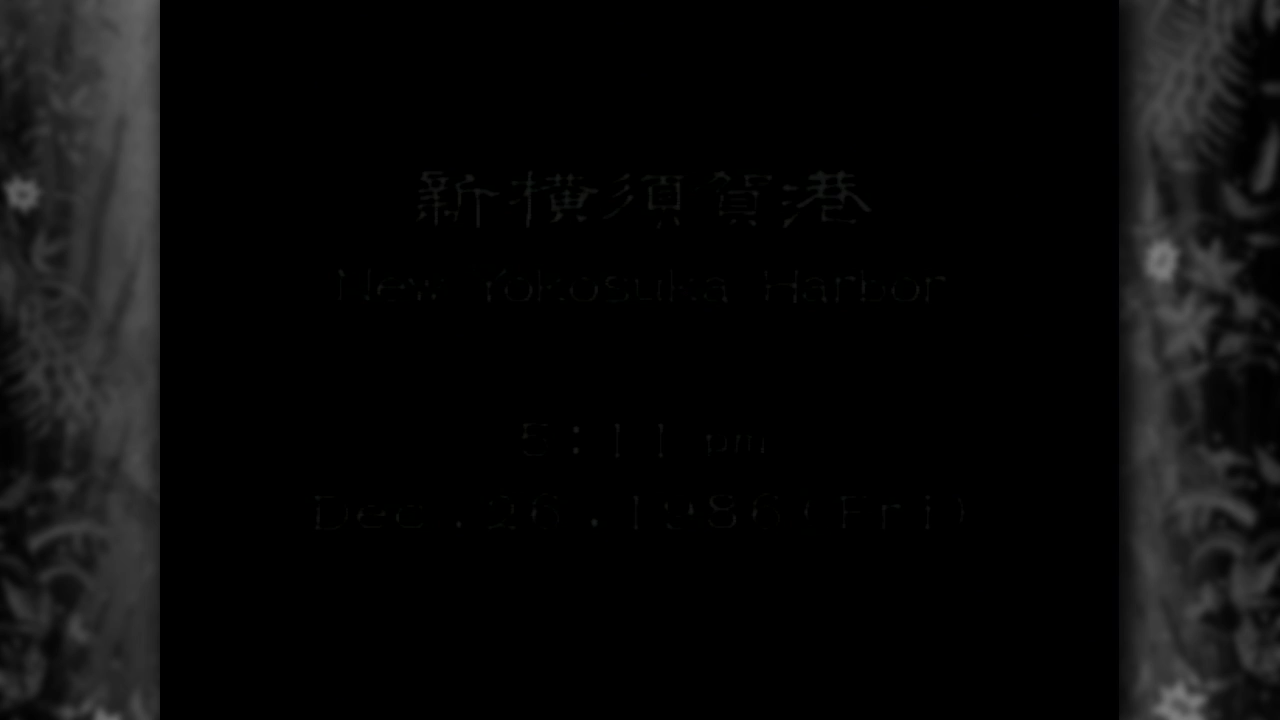 新横須賀港
New Yokosuka Harbor
5:11 pm
Dec.26.1986(Fri)